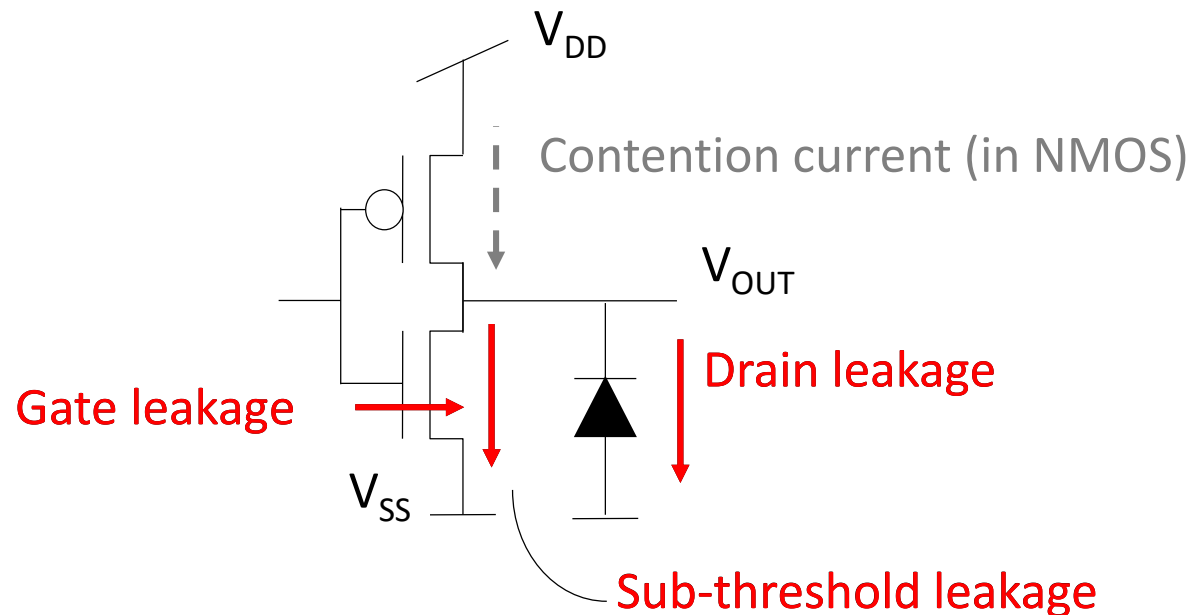 VDD
Contention current (in NMOS)
VOUT
Drain leakage
Gate leakage
VSS
Sub-threshold leakage